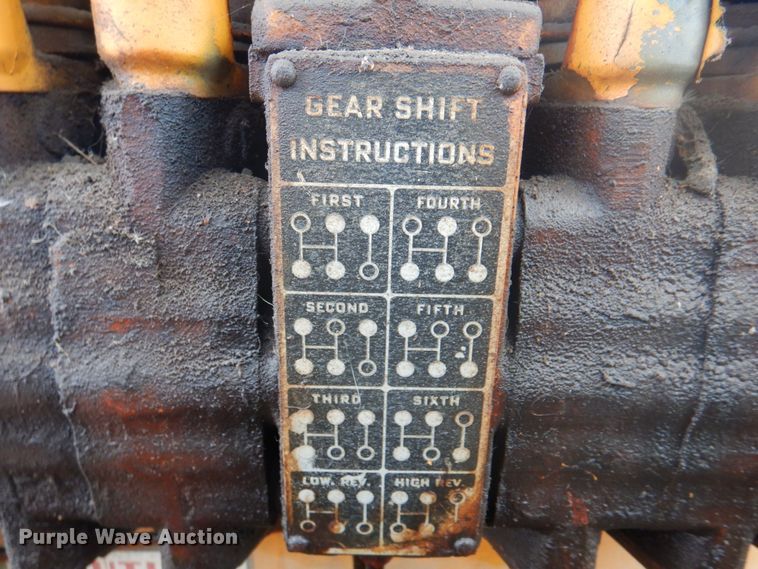 GEAR SHIFT
INSTRUCTIONS
FIRST FOURTH
SECOND FIFTH
THIRD SIXTH
LOW. REV. HIGH REV.
Purple Wave Auction